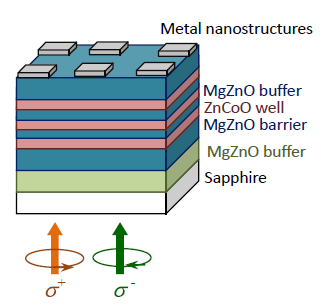 Metal nanostructures
MgZnO buffer
ZnCoO well
MgZnO barrier
MgZnO buffer
Sapphire
σ+ σ-